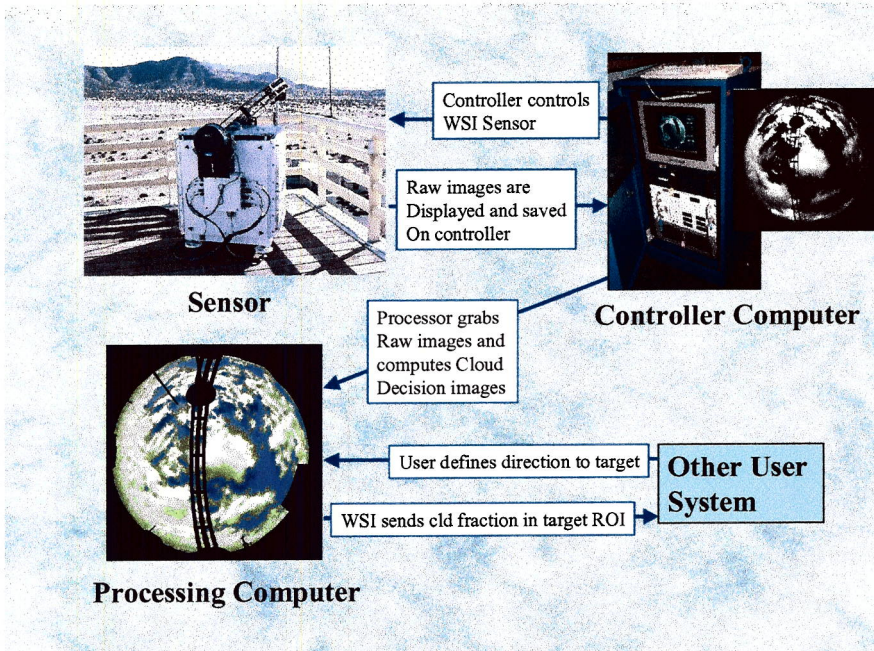 Controller controls
WSI Sensor
Raw images are
Displayed and saved
On controller
Sensor
Controller Computer
Processor grabs
Raw images and
computes Cloud
Decision images
User defines direction to target
Other User
System
WSI sends cld fraction in target ROI
Processing Computer